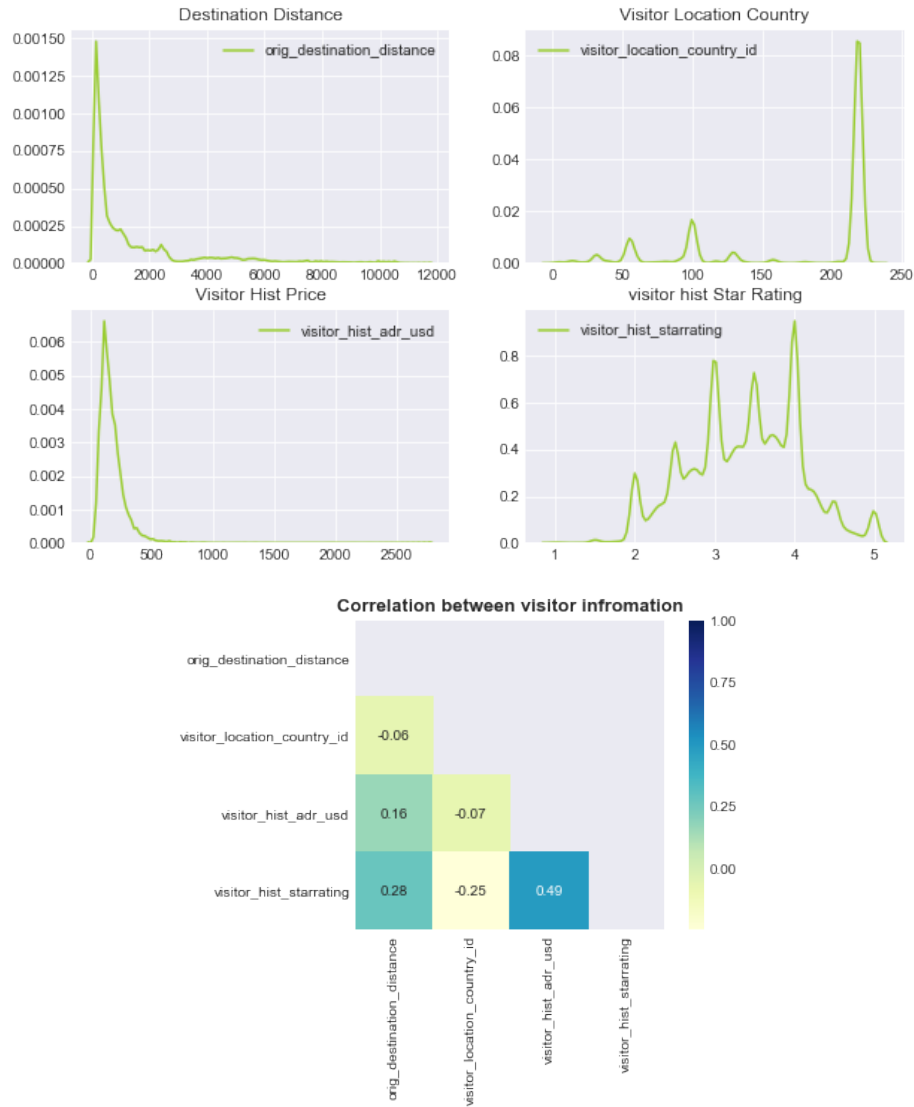 Destination Distance
0.00150
0.00125
0.00100
0.00075
0.00050
0.00025
0.00000
orig_destination_distance
0 2000 4000 6000 8000 10000 12000
Visitor Location Country
0.08
0.06
0.04
0.02
0.00
visitor_location_country_id
0 50 100 150 200 250
Visitor Hist Price
0.006
0.005
0.004
0.003
0.002
0.001
0.000
visitor_hist_adr_usd
0 500 1000 1500 2000 2500
visitor hist Star Rating
0.8
0.6
0.4
0.2
0.0
visitor_hist_starrating
1 2 3 4 5
Correlation between visitor infromation
orig_destination_distance
visitor_location_country_id -0.06
visitor_hist_adr_usd 0.16 -0.07
visitor_hist_starrating 0.28 -0.25 0.49
orig_destination_distance
visitor_location_country_id
visitor_hist_adr_usd
visitor_hist_starrating
1.00
0.75
0.50
0.25
0.00